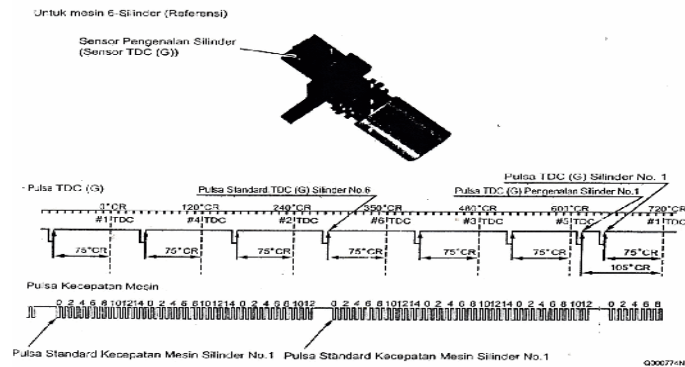 Untuk mesin 6-Silinder (Referensi)
Sensor Pengenalan Silinder
(Sensor TDC (G))
Pulsa TDC (G) Silinder No. 1
Pulsa TDC (G)
Pulsa Standard TDC (G) Silinder No.6
Pulsa TDC (G) Pengenalan Silinder No.1
0°CR 120°CR 240°CR 350°CR 480°CR 600°CR 720°CR
#1 TDC #4 TDC #2 TDC #6 TDC #3 TDC #5 TDC #1 TDC
75°CR 75°CR 75°CR 75°CR 75°CR 75°CR 75°CR
105°CR
Pulsa Kecepatan Mesin
0 2 4 6 8 10 12 14 0 2 4 6 8 10 12 14 0 2 4 6 8 10 12 0 2 4 6 8 10 12 14 0 2 4 6 8 10 12 14 0 2 4 6 8 10 12 0 2 4 6 8
Pulsa Standard Kecepatan Mesin Silinder No.1 Pulsa Standard Kecepatan Mesin Silinder No.1
Q000774N